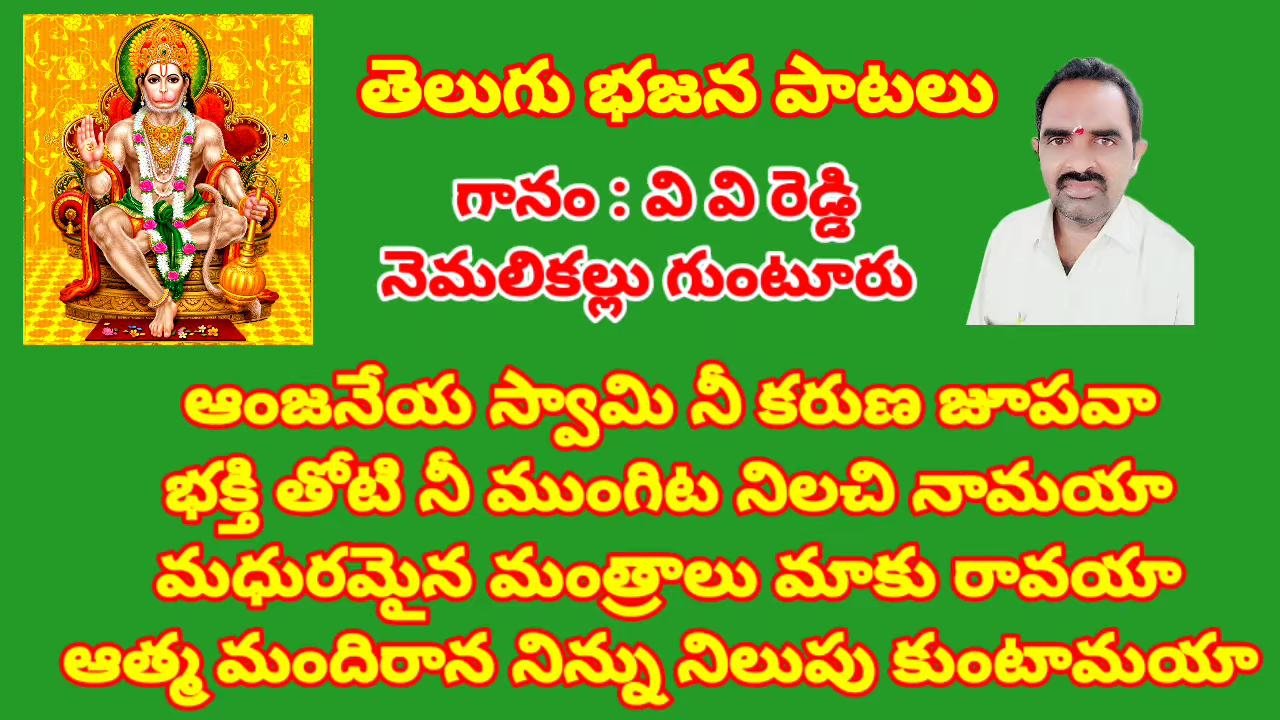 తెలుగు భజన పాటలు
గానం : వి వి రెడ్డి
నెమలికల్లు గుంటూరు
ఆంజనేయ స్వామి నీ కరుణ జూపవా
భక్తి తోటి నీ ముంగిట నిలచి నామయా
మధురమైన మంత్రాలు మాకు రావయా
ఆత్మ మందిరాన నిన్ను నిలుపు కుంటామయా